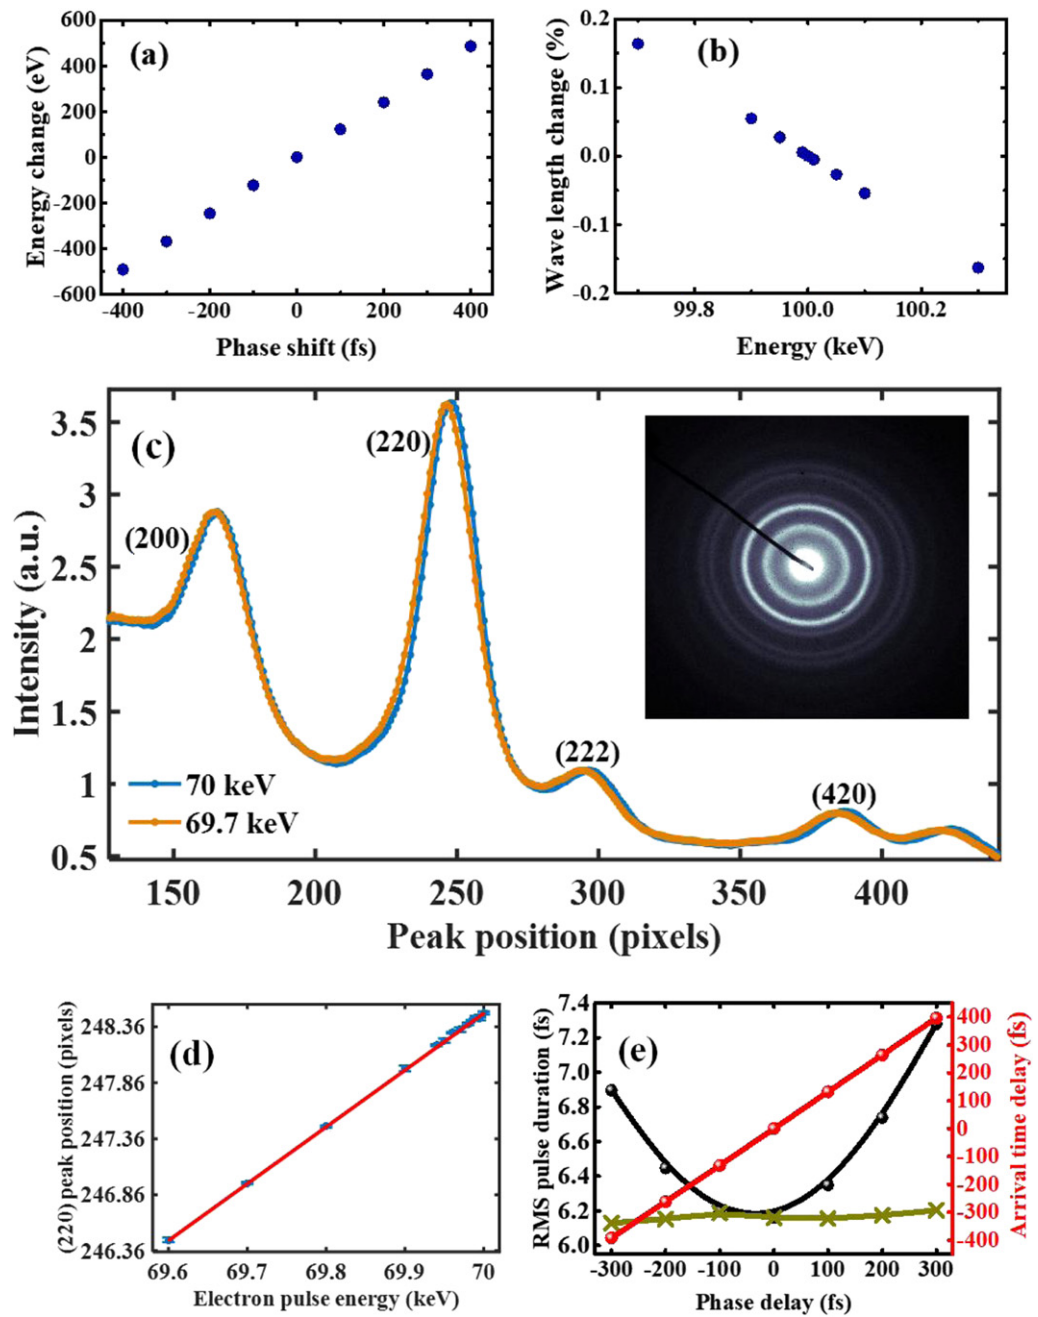 (a)
Energy change (eV)
600
400
200
0
-200
-400
-600
-400 -200 0 200 400
Phase shift (fs)
(b)
Wave length change (%)
0.2
0.1
0.0
-0.1
-0.2
99.8 100.0 100.2
Energy (keV)
(c)
Intensity (a.u.)
3.5
3
2.5
2
1.5
1
0.5
(200)
(220)
(222)
(420)
70 keV
69.7 keV
150 200 250 300 350 400
Peak position (pixels)
(d)
(220) peak position (pixels)
248.36
247.86
247.36
246.86
246.36
69.6 69.7 69.8 69.9 70
Electron pulse energy (keV)
(e)
RMS pulse duration (fs)
7.4
7.2
7.0
6.8
6.6
6.4
6.2
6.0
400
300
200
100
0
-100
-200
-300
-400
Arrival time delay (fs)
-300 -200 -100 0 100 200 300
Phase delay (fs)